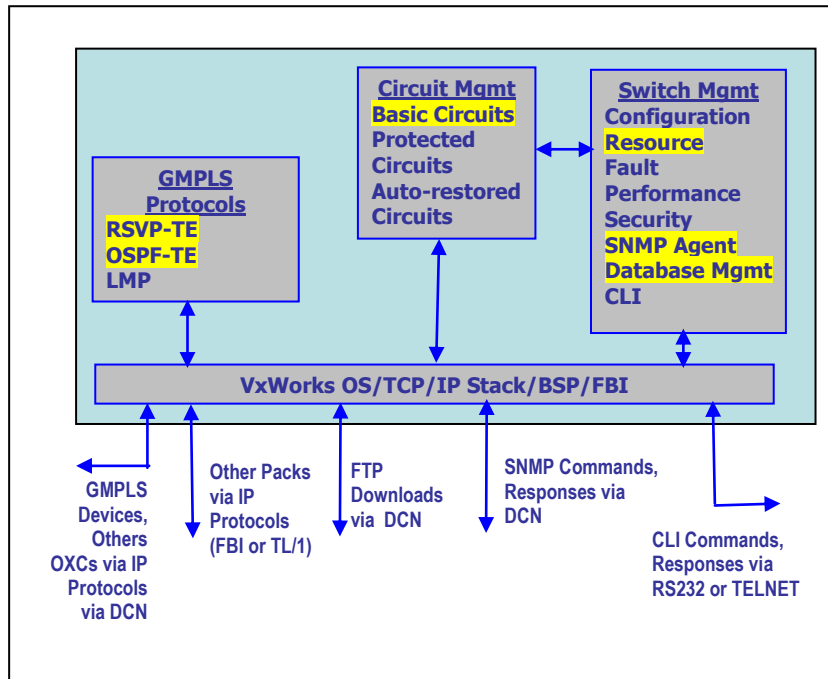 Circuit Mgmt
Basic Circuits
Protected
Circuits
Auto-restored
Circuits
Switch Mgmt
Configuration
Resource
Fault
Performance
Security
SNMP Agent
Database Mgmt
CLI
GMPLS
Protocols
RSVP-TE
OSPF-TE
LMP
VxWorks OS/TCP/IP Stack/BSP/FBI
GMPLS
Devices,
Others
OXCs via IP
Protocols
via DCN
Other Packs
via IP
Protocols
(FBI or TL/1)
FTP
Downloads
via DCN
SNMP Commands,
Responses via
DCN
CLI Commands,
Responses via
RS232 or TELNET